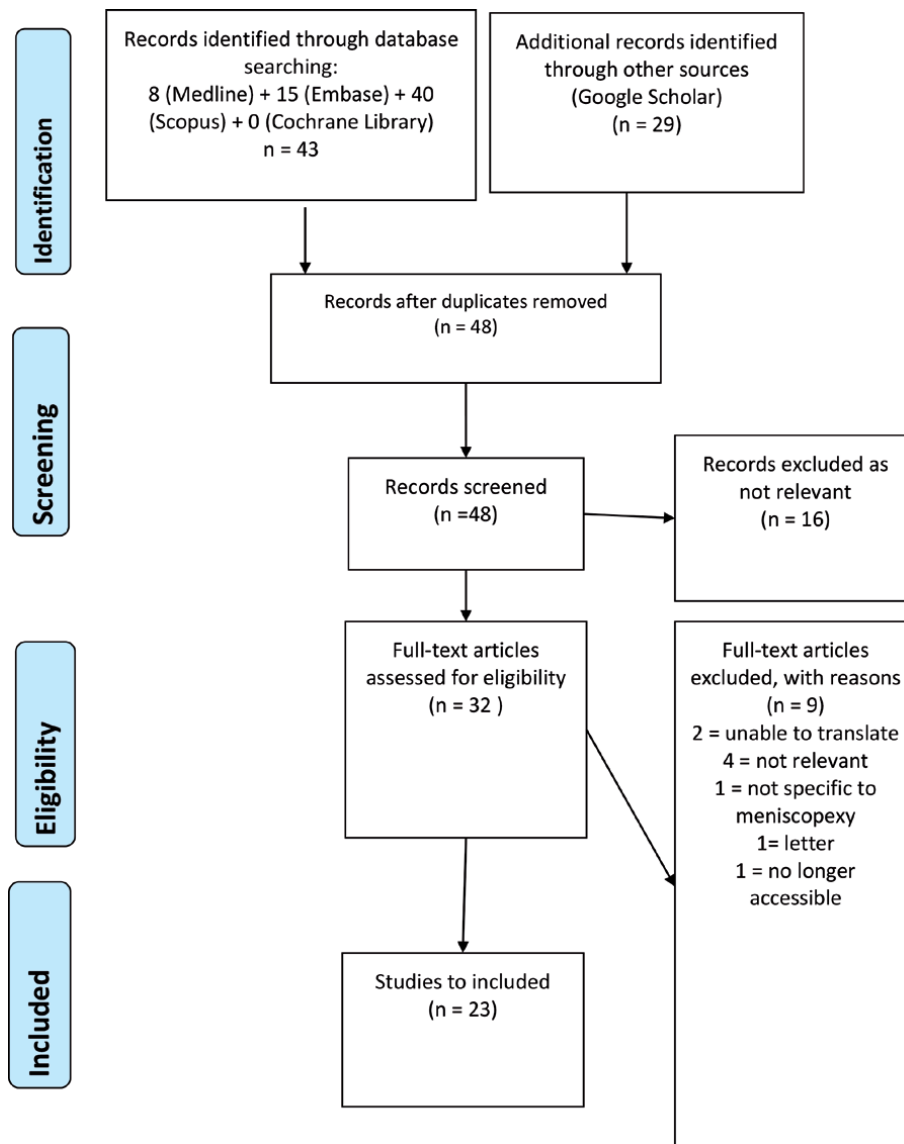 Identification
Records identified through database
searching:
8 (Medline) + 15 (Embase) + 40
(Scopus) + 0 (Cochrane Library)
n = 43
Additional records identified
through other sources
(Google Scholar)
(n = 29)
Records after duplicates removed
(n = 48)
Screening
Records screened
(n =48)
Records excluded as
not relevant
(n = 16)
Eligibility
Full-text articles
assessed for eligibility
(n = 32 )
Full-text articles
excluded, with reasons
(n = 9)
2 = unable to translate
4 = not relevant
1 = not specific to
meniscopexy
1= letter
1 = no longer
accessible
Included
Studies to included
(n = 23)